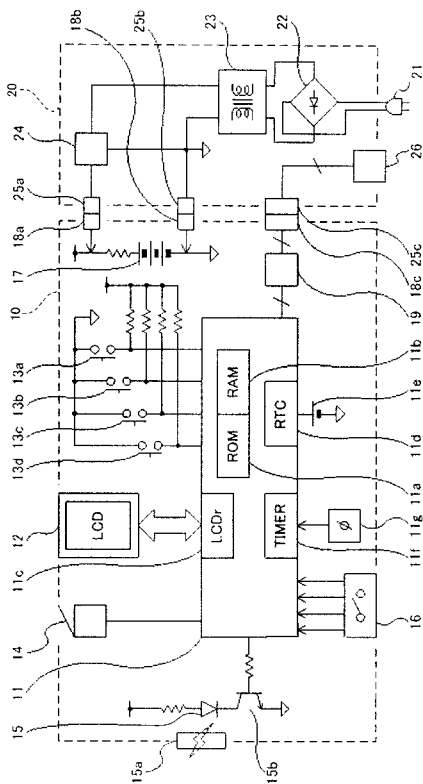 10
20
14
12
13a
13b
13c
13d
17
18a
25a
24
18b
25b
23
22
21
LCD
11c
LCDr
ROM
RAM
11
TIMER
RTC
15
15a
15b
16
11f
φ
11g
11a
11d
11e
11b
19
18c
25c
26